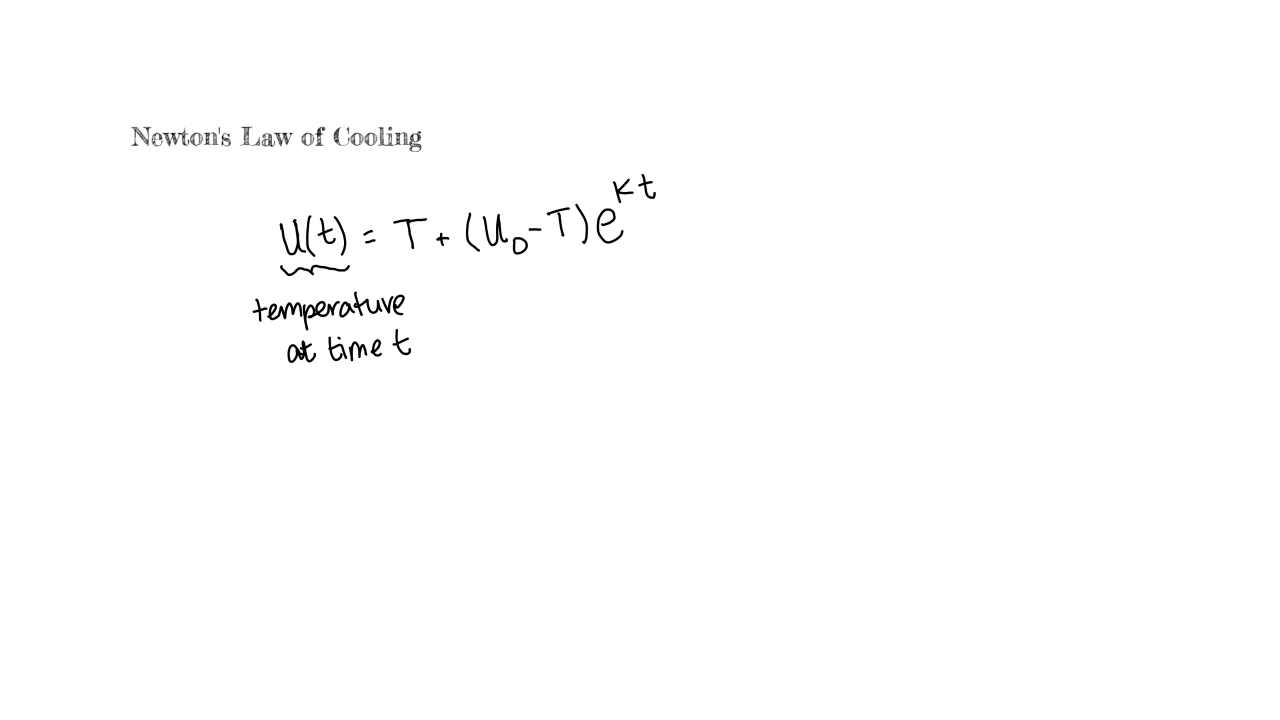 Newton's Law of Cooling
u(t) = T + (u₀ - T)e^kt
temperature
at time t